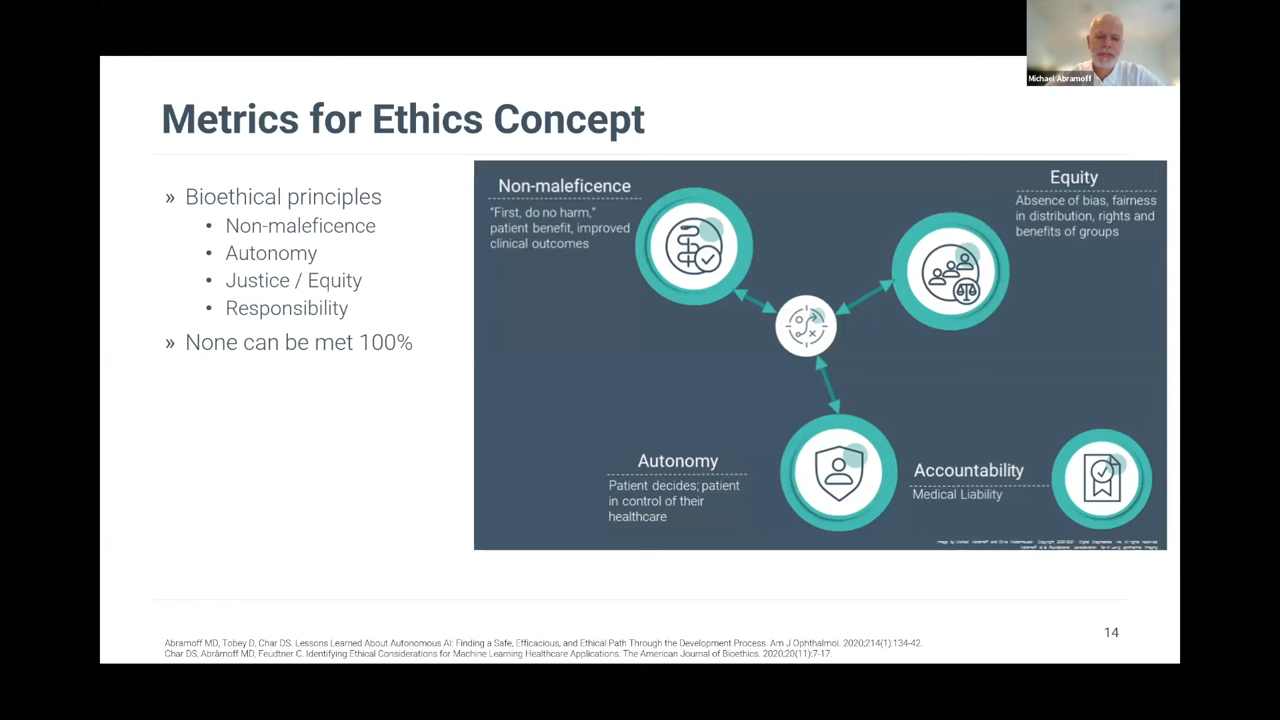 Michael Abramoff
Metrics for Ethics Concept
» Bioethical principles
• Non-maleficence
• Autonomy
• Justice / Equity
• Responsibility
» None can be met 100%
Non-maleficence
“First, do no harm,”
patient benefit, improved
clinical outcomes
Equity
Absence of bias, fairness
in distribution, rights and
benefits of groups
Autonomy
Patient decides; patient
in control of their
healthcare
Accountability
Medical Liability
14
Abramoff MD, Tobey D, Char DS. Lessons Learned About Autonomous AI: Finding a Safe, Efficacious, and Ethical Path Through the Development Process. Am J Ophthalmol. 2020;214(1):134-42.
Char DS, Abràmoff MD, Feudtner C. Identifying Ethical Considerations for Machine Learning Healthcare Applications. The American Journal of Bioethics. 2020;20(11):7-17.